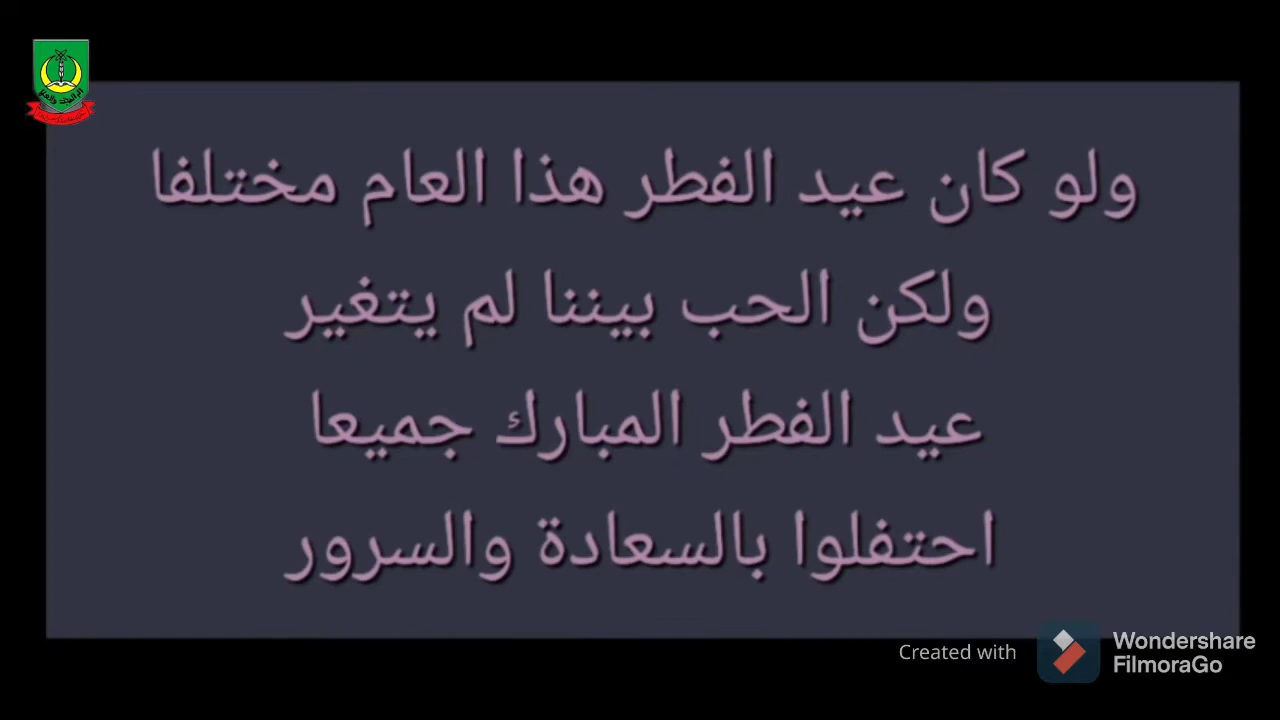 ولو كان عيد الفطر هذا العام مختلفا
ولكن الحب بيننا لم يتغير
عيد الفطر المبارك جميعا
احتفلوا بالسعادة والسرور
Created with
Wondershare
FilmoraGo